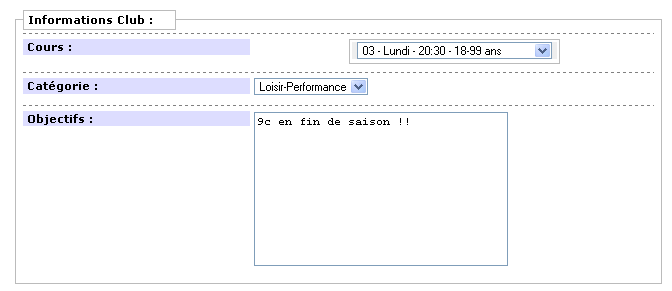 Informations Club :
Cours :
03 - Lundi - 20:30 - 18-99 ans
Catégorie :
Loisir-Performance
Objectifs :
9c en fin de saison !!